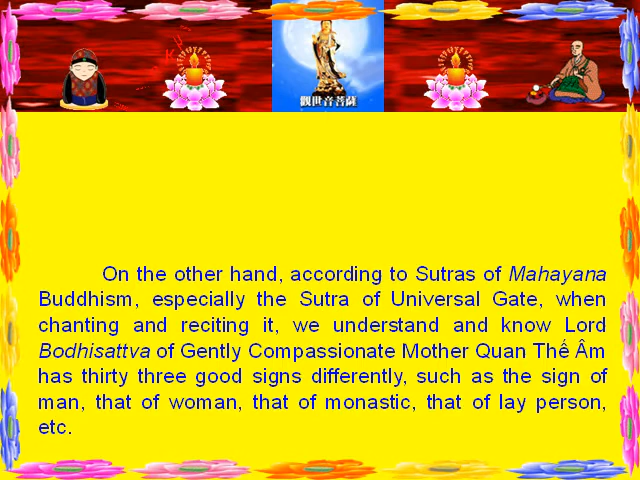 觀世音菩薩
On the other hand, according to Sutras of Mahayana
Buddhism, especially the Sutra of Universal Gate, when
chanting and reciting it, we understand and know Lord
Bodhisattva of Gently Compassionate Mother Quan Thế Âm
has thirty three good signs differently, such as the sign of
man, that of woman, that of monastic, that of lay person,
etc.